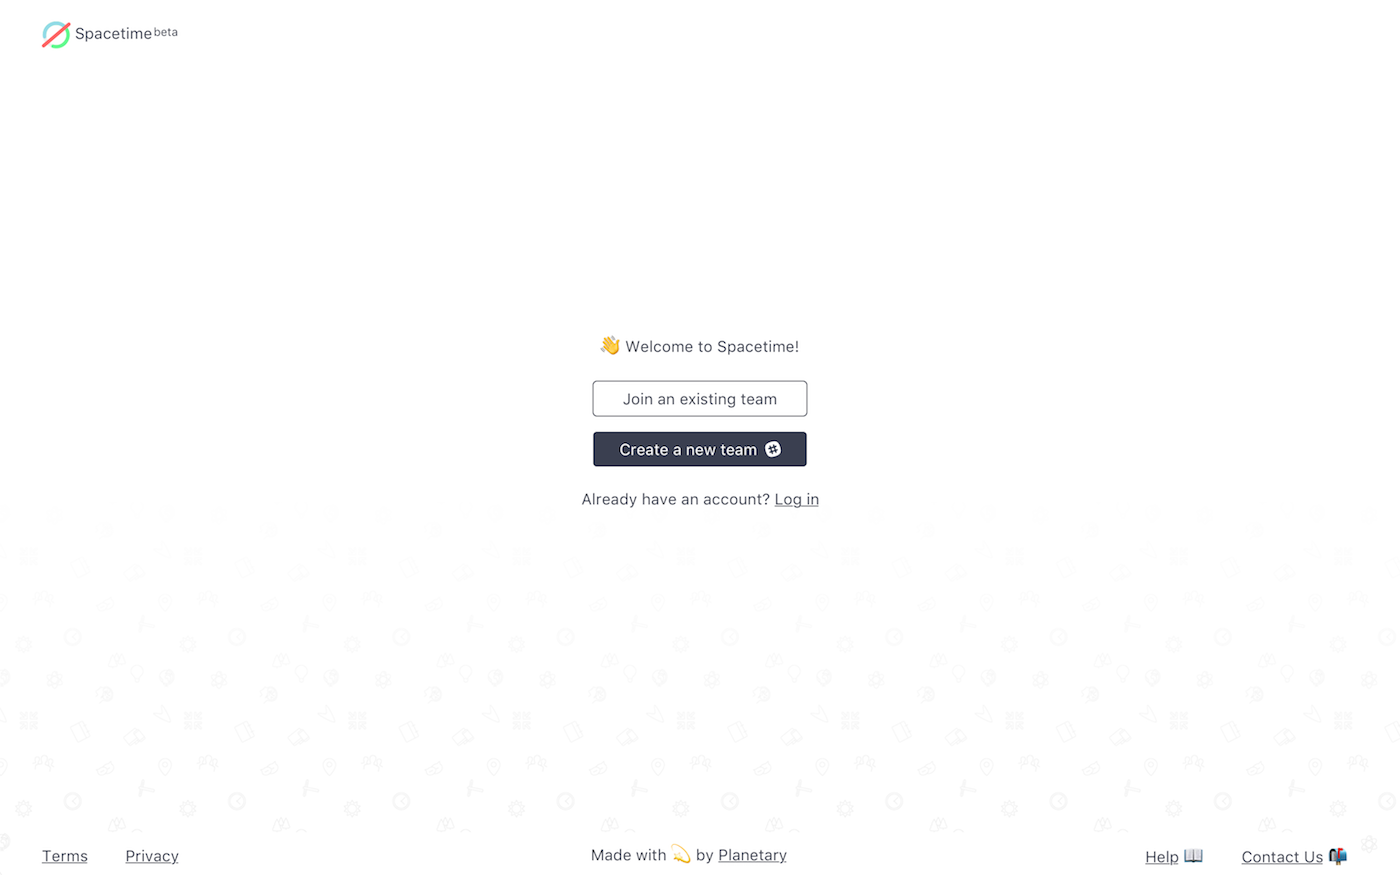 Spacetime beta
👋 Welcome to Spacetime!
Join an existing team
Create a new team
Already have an account? Log in
Terms
Privacy
Made with 💫 by Planetary
Help 📖
Contact Us 📬